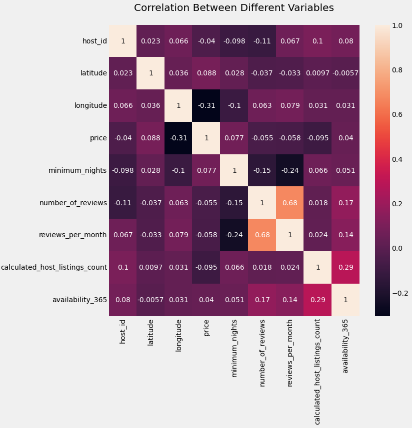 Correlation Between Different Variables
host_id 1 0.023 0.066 -0.04 -0.098 -0.11 0.067 0.1 0.08
latitude 0.023 1 0.036 0.088 0.028 -0.037 -0.033 0.0097 -0.0057
longitude 0.066 0.036 1 -0.31 -0.1 0.063 0.079 0.031 0.031
price -0.04 0.088 -0.31 1 0.077 -0.055 -0.058 -0.095 0.04
minimum_nights -0.098 0.028 -0.1 0.077 1 -0.15 -0.24 0.066 0.051
number_of_reviews -0.11 -0.037 0.063 -0.055 -0.15 1 0.68 0.018 0.17
reviews_per_month 0.067 -0.033 0.079 -0.058 -0.24 0.68 1 0.024 0.14
calculated_host_listings_count 0.1 0.0097 0.031 -0.095 0.066 0.018 0.024 1 0.29
availability_365 0.08 -0.0057 0.031 0.04 0.051 0.17 0.14 0.29 1
host_id
latitude
longitude
price
minimum_nights
number_of_reviews
reviews_per_month
calculated_host_listings_count
availability_365
1.0
0.8
0.6
0.4
0.2
0.0
−0.2